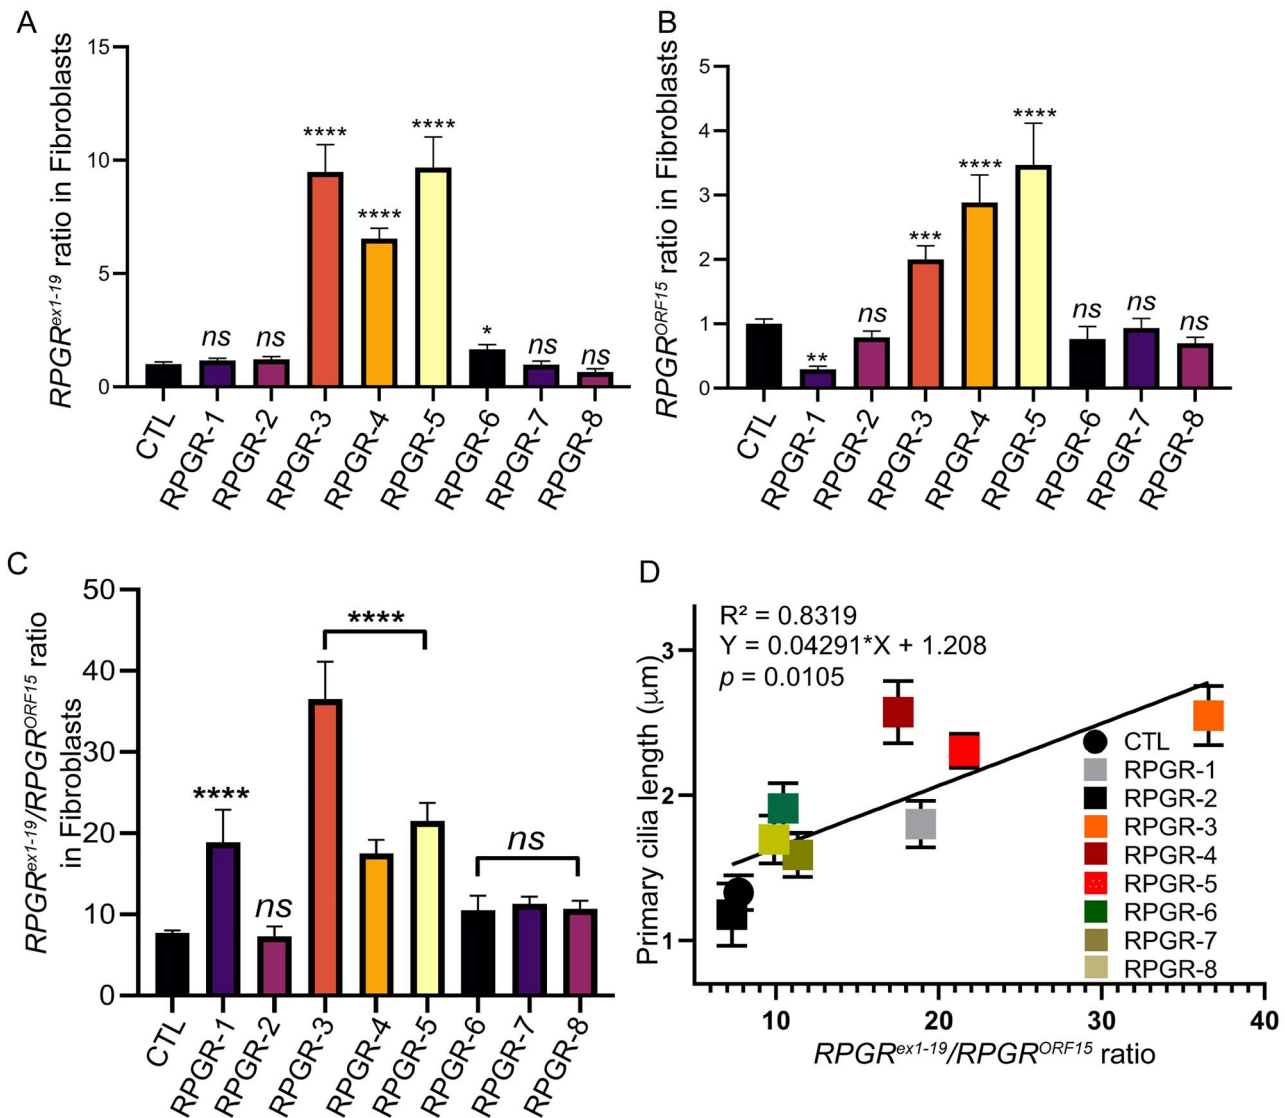 A
RPGR^ex1-19 ratio in Fibroblasts
15
10
5
0
ns
ns
****
****
****
*
ns
ns
CTL
RPGR-1
RPGR-2
RPGR-3
RPGR-4
RPGR-5
RPGR-6
RPGR-7
RPGR-8
B
RPGR^ORF15 ratio in Fibroblasts
5
4
3
2
1
0
**
ns
***
****
****
ns
ns
ns
CTL
RPGR-1
RPGR-2
RPGR-3
RPGR-4
RPGR-5
RPGR-6
RPGR-7
RPGR-8
C
RPGR^ex1-19/RPGR^ORF15 ratio
in Fibroblasts
50
40
30
20
10
0
****
ns
****
ns
CTL
RPGR-1
RPGR-2
RPGR-3
RPGR-4
RPGR-5
RPGR-6
RPGR-7
RPGR-8
D
R² = 0.8319
Y = 0.04291*X + 1.208
p = 0.0105
Primary cilia length (μm)
3
2
1
CTL
RPGR-1
RPGR-2
RPGR-3
RPGR-4
RPGR-5
RPGR-6
RPGR-7
RPGR-8
10
20
30
40
RPGR^ex1-19/RPGR^ORF15 ratio